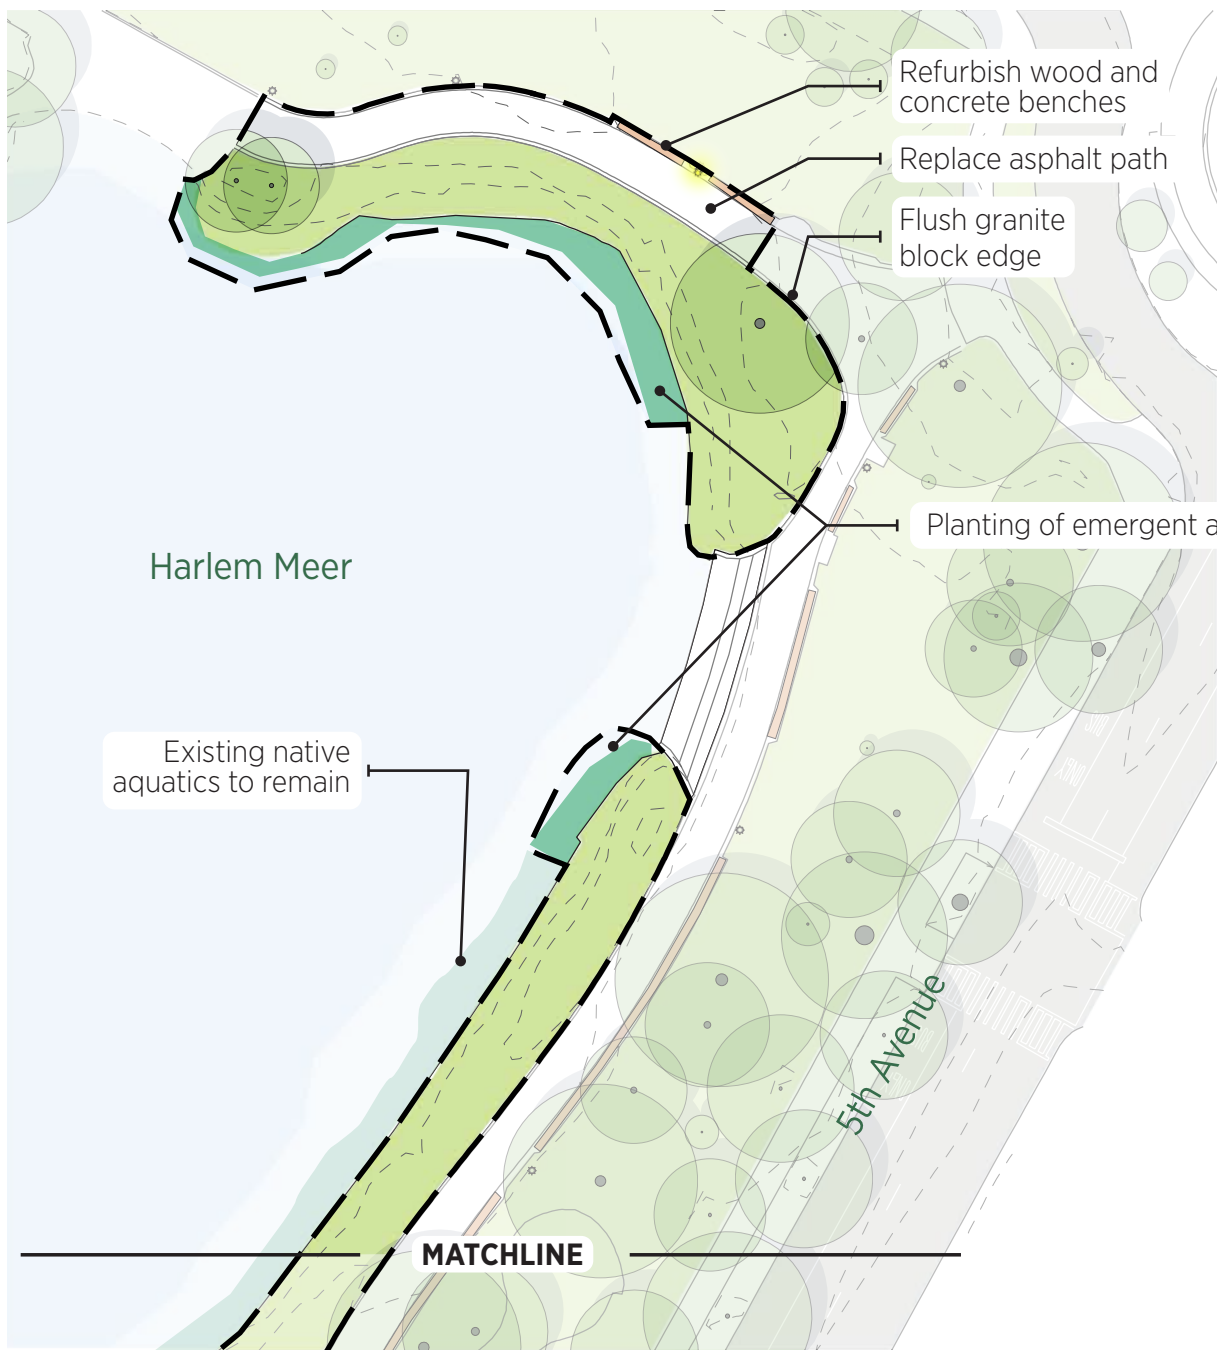 Refurbish wood and
concrete benches
Replace asphalt path
Flush granite
block edge
Planting of emergent a
Harlem Meer
Existing native
aquatics to remain
5th Avenue
MATCHLINE